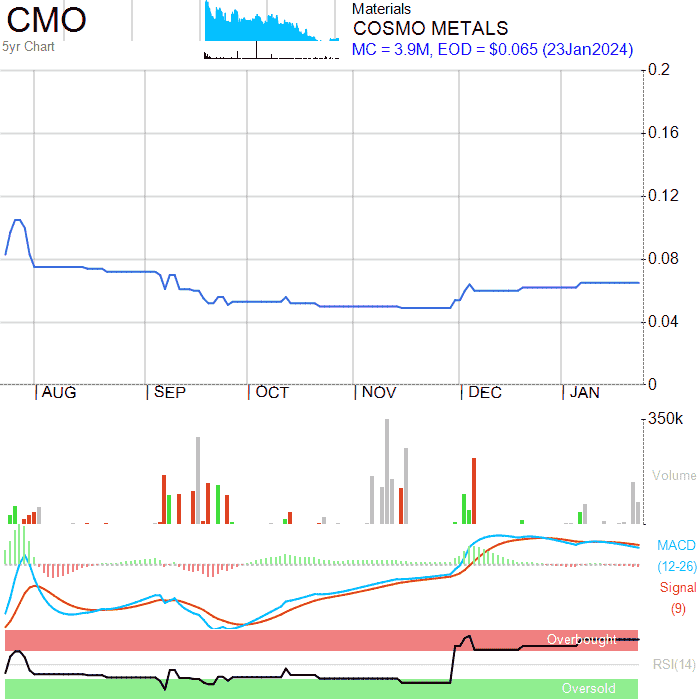 CMO
5yr Chart
Materials
COSMO METALS
MC = 3.9M, EOD = $0.065 (23Jan2024)
0.2
0.16
0.12
0.08
0.04
0
AUG SEP OCT NOV DEC JAN
350k
Volume
MACD
(12-26)
Signal
(9)
Overbought
RSI(14)
Oversold